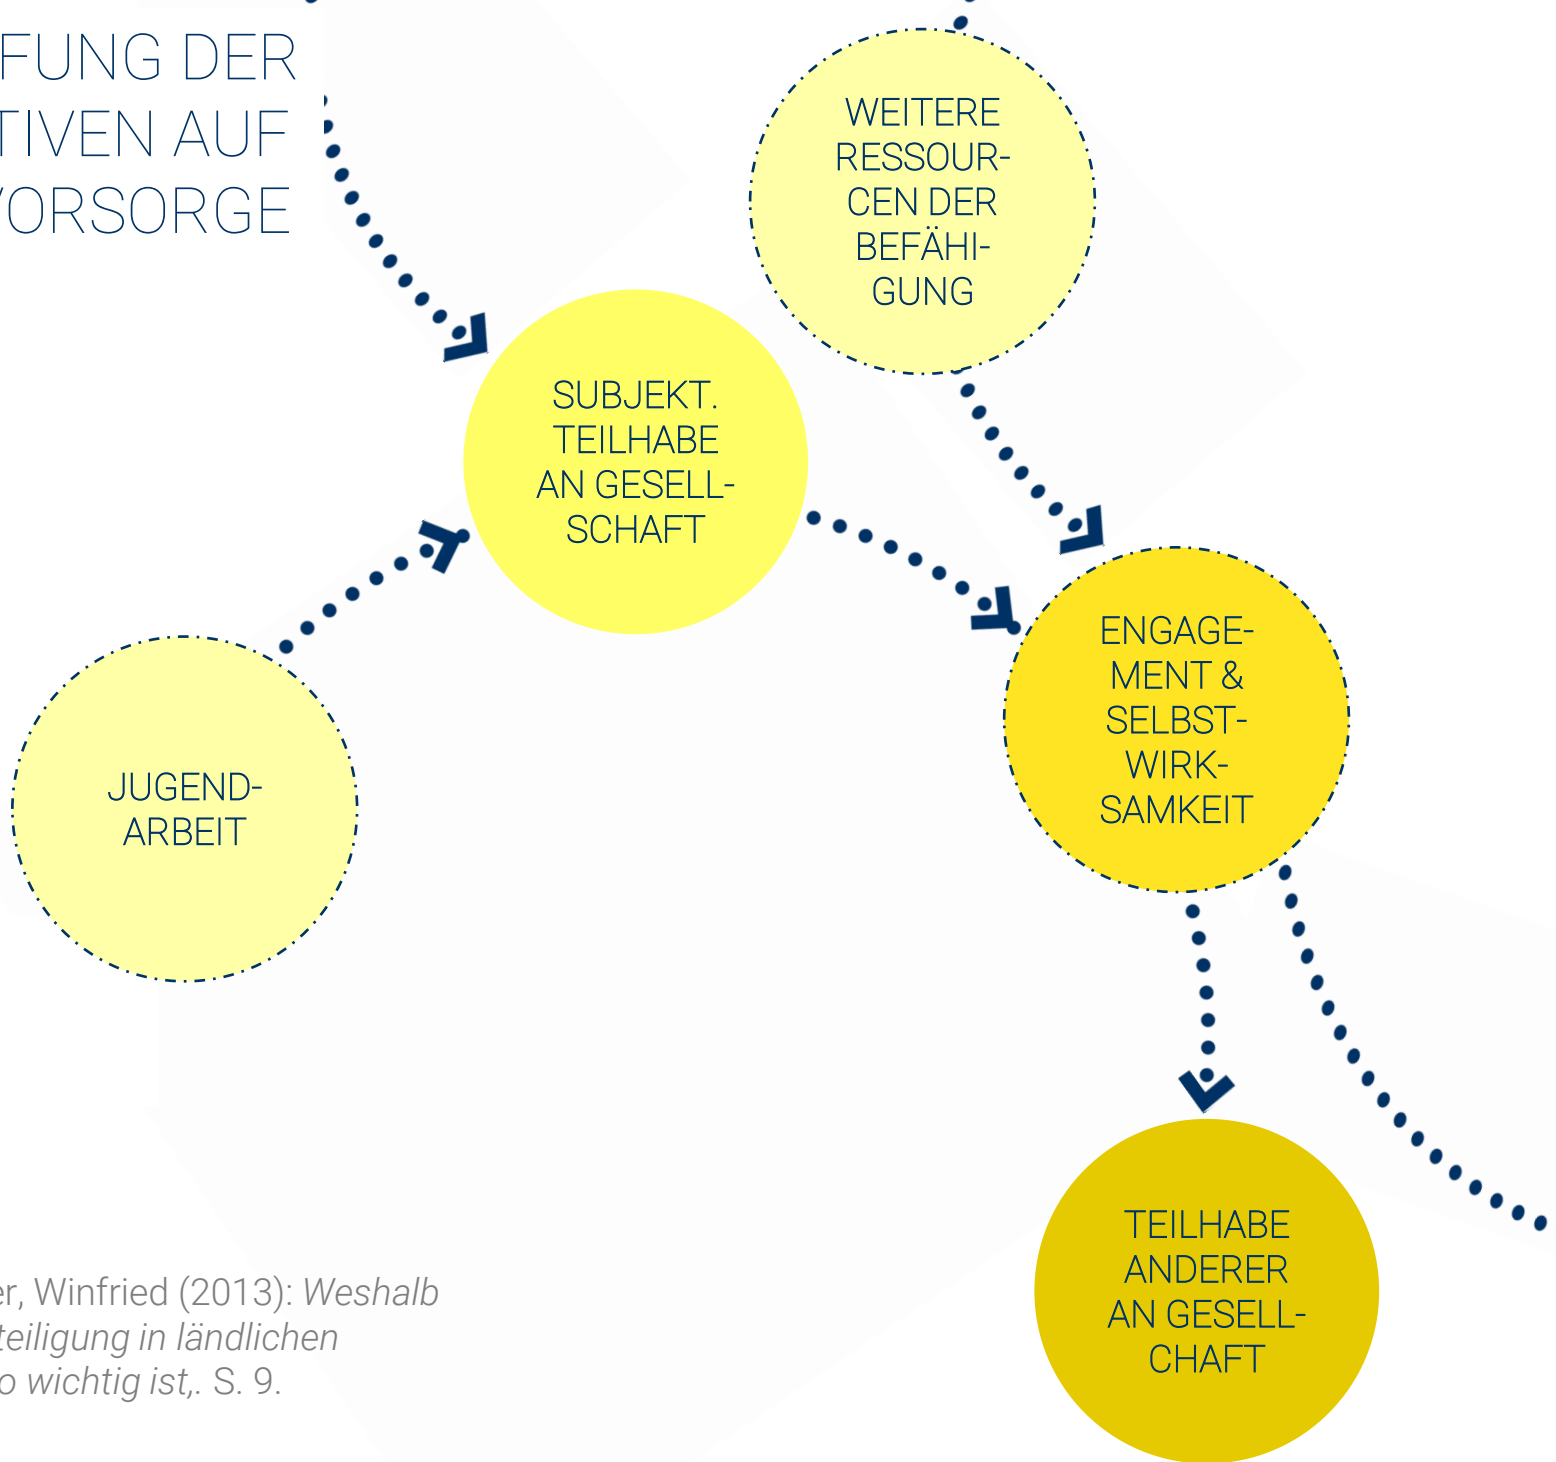 FUNG DER
TIVEN AUF
VORSORGE
WEITERE
RESSOUR-
CEN DER
BEFÄHI-
GUNG
SUBJEKT.
TEILHABE
AN GESELL-
SCHAFT
ENGAGE-
MENT &
SELBST-
WIRK-
SAMKEIT
JUGEND-
ARBEIT
TEILHABE
ANDERER
AN GESELL-
CHAFT
er, Winfried (2013): Weshalb
teiligung in ländlichen
o wichtig ist,. S. 9.